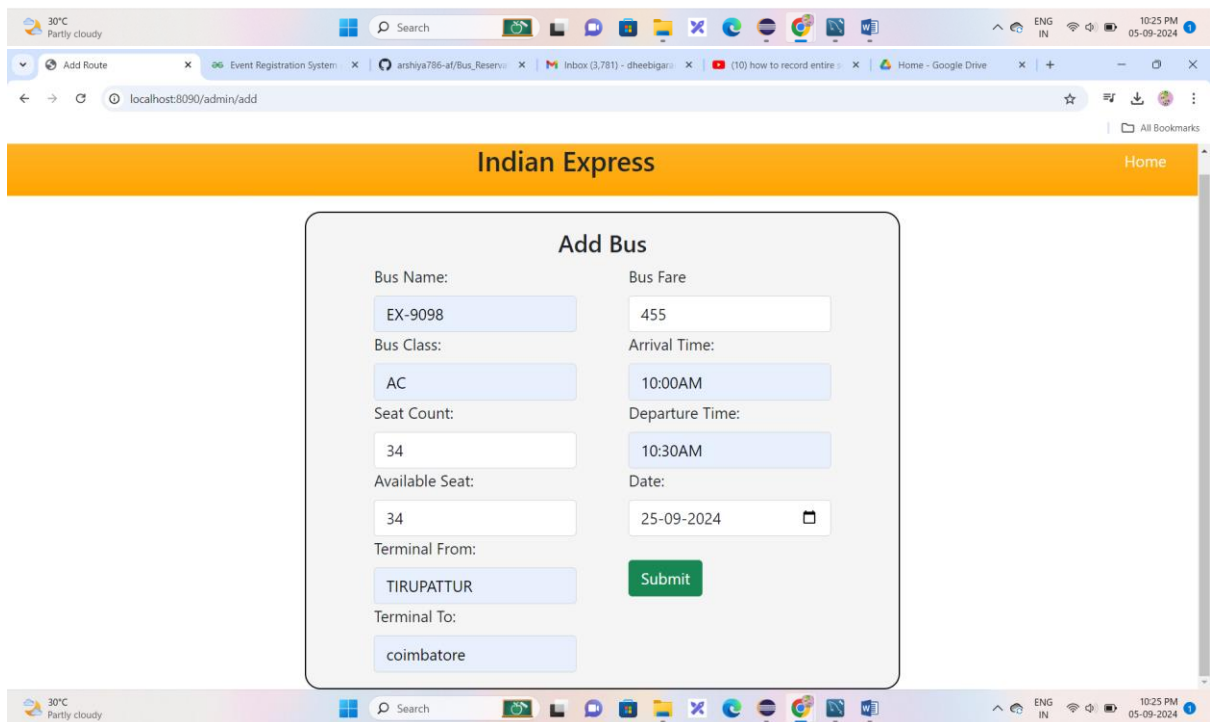 30°C
Partly cloudy
Search
ENG
IN
10:25 PM
05-09-2024
1
Add Route
Event Registration System
arshiya786-af/Bus_Reserva
Inbox (3,781) - dheebigara
(10) how to record entire s
Home - Google Drive
localhost:8090/admin/add
All Bookmarks
Indian Express
Home
Add Bus
Bus Name:
EX-9098
Bus Class:
AC
Seat Count:
34
Available Seat:
34
Terminal From:
TIRUPATTUR
Terminal To:
coimbatore
Bus Fare
455
Arrival Time:
10:00AM
Departure Time:
10:30AM
Date:
25-09-2024
Submit
30°C
Partly cloudy
Search
ENG
IN
10:25 PM
05-09-2024
1